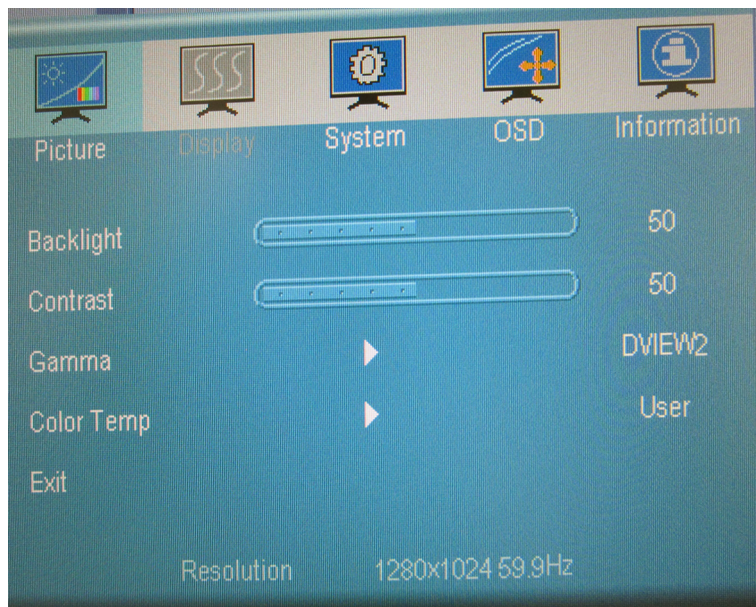 Picture Display System OSD Information
Backlight 50
Contrast 50
Gamma DVIEW2
Color Temp User
Exit
Resolution 1280x1024 59.9Hz